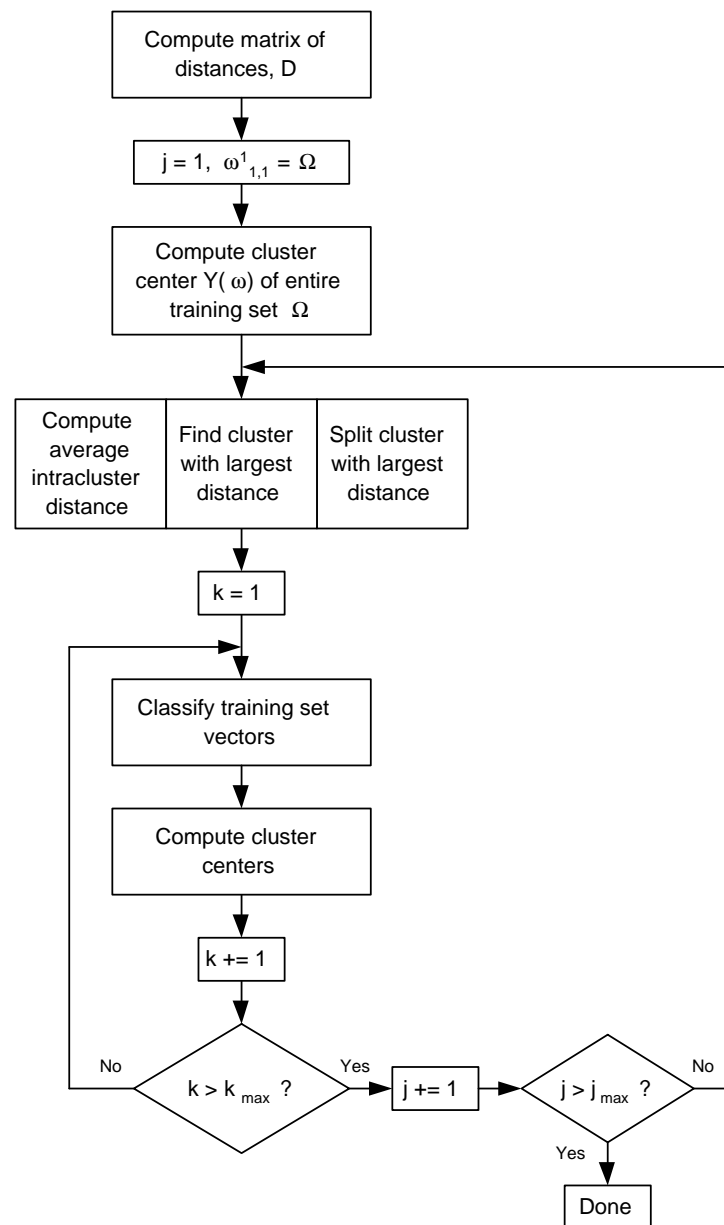 Compute matrix of
distances, D
j = 1, ω¹₁,₁ = Ω
Compute cluster
center Y( ω) of entire
training set Ω
Compute
average
intracluster
distance
Find cluster
with largest
distance
Split cluster
with largest
distance
k = 1
Classify training set
vectors
Compute cluster
centers
k += 1
No
k > k max ?
Yes
j += 1
j > j max ?
No
Yes
Done